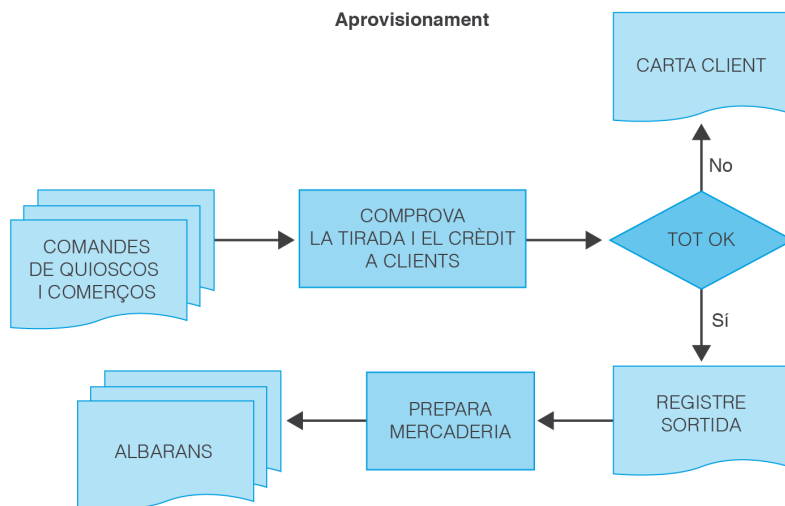 Aprovisionament
CARTA CLIENT
No
COMANDES
DE QUIOSCOS
I COMERÇOS
COMPROVA
LA TIRADA I EL CRÈDIT
A CLIENTS
TOT OK
Sí
REGISTRE
SORTIDA
PREPARA
MERCADERIA
ALBARANS